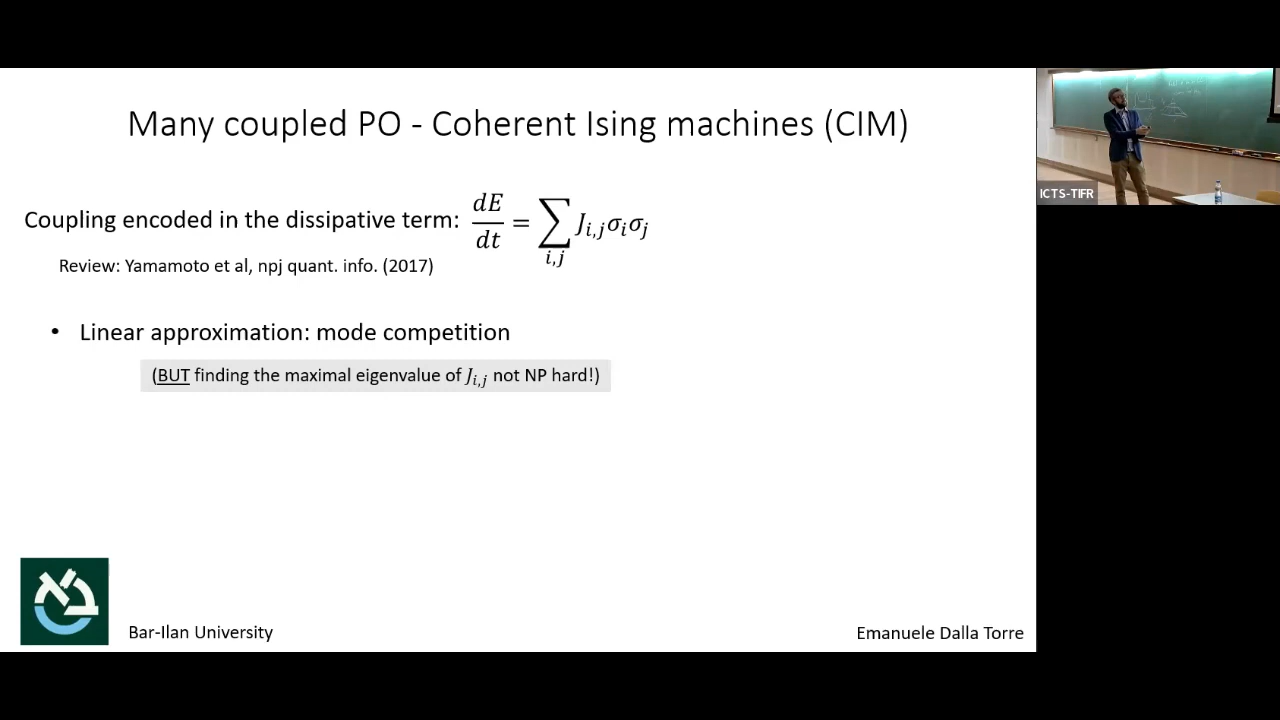 Many coupled PO - Coherent Ising machines (CIM)
Coupling encoded in the dissipative term: dE/dt = ∑_{i,j} J_{i,j}σ_iσ_j
Review: Yamamoto et al, npj quant. info. (2017)
• Linear approximation: mode competition
(BUT finding the maximal eigenvalue of J_{i,j} not NP hard!)
Bar-Ilan University
Emanuele Dalla Torre
ICTS-TIFR